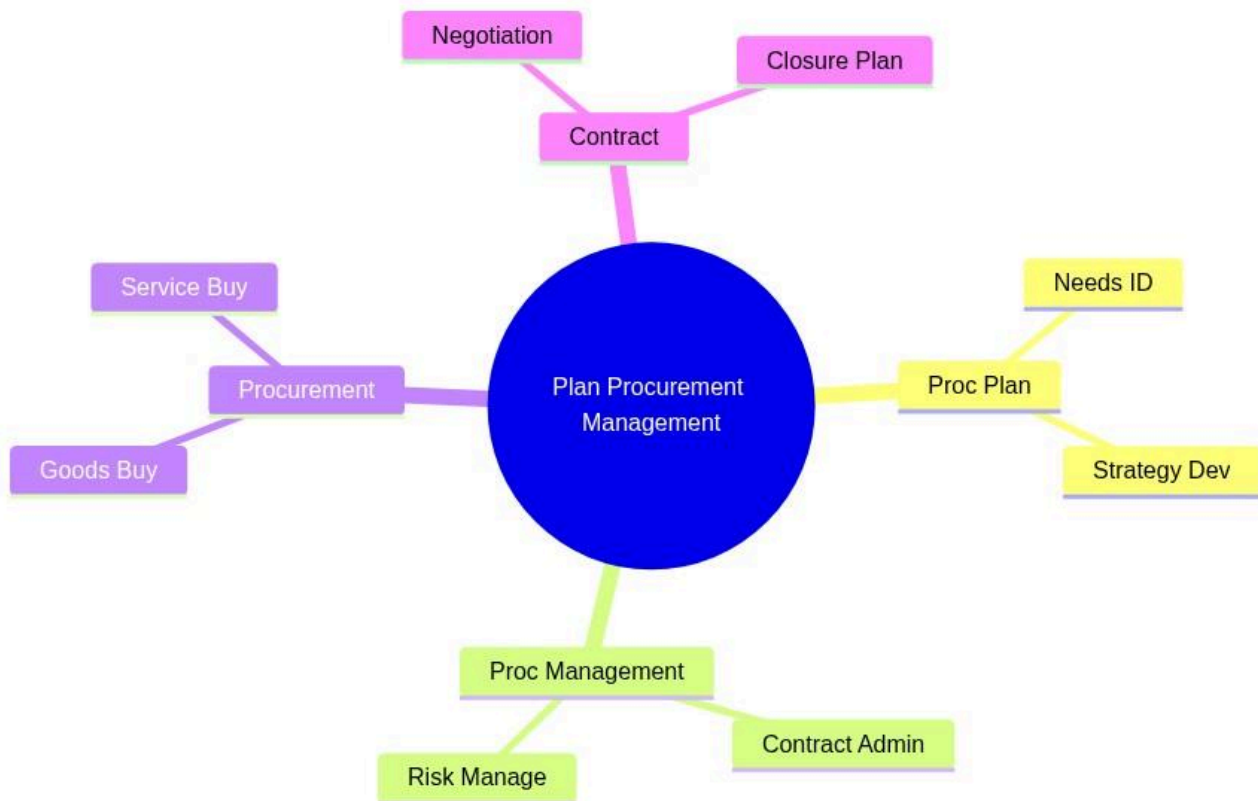 Negotiation
Closure Plan
Contract
Service Buy
Needs ID
Procurement
Plan Procurement
Management
Proc Plan
Goods Buy
Strategy Dev
Proc Management
Contract Admin
Risk Manage